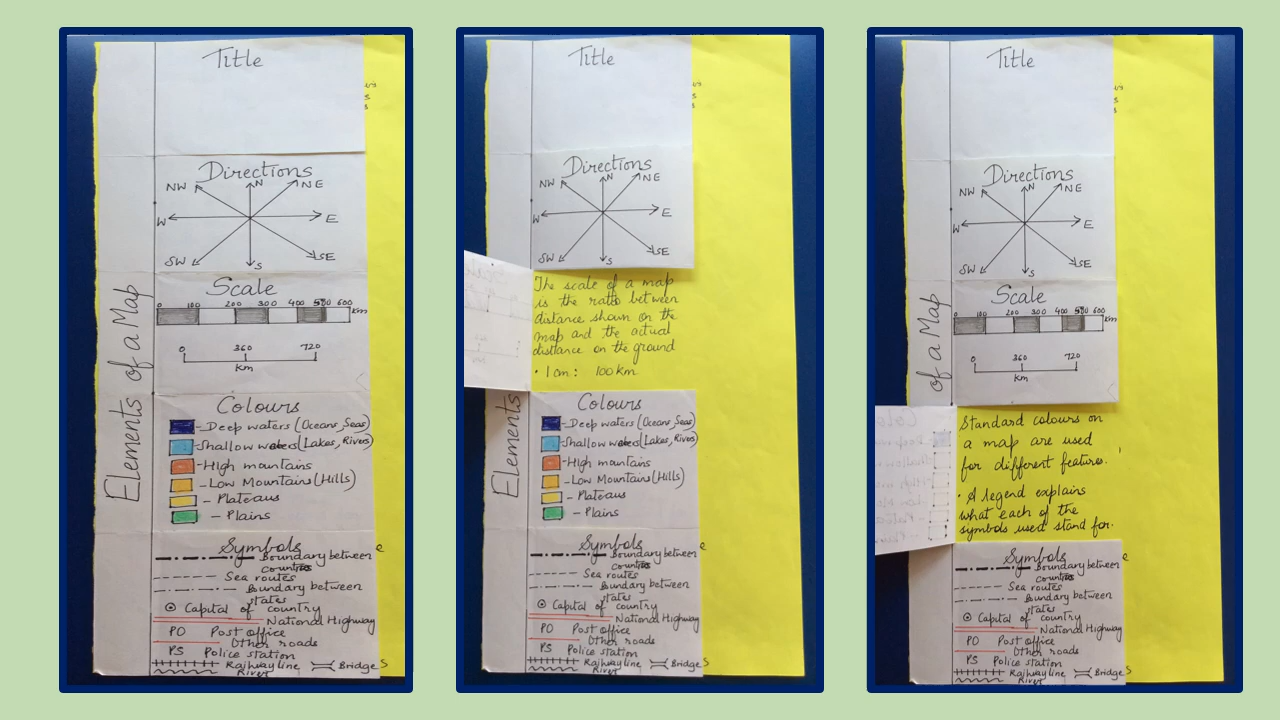 Title
Directions
NW
N
NE
W
E
SW
S
SE
Elements of a Map
Scale
0 100 200 300 400 500 600
Km
0 360 720
Km
Colours
- Deep waters (Oceans, Seas)
- Shallow waters (Lakes, Rivers)
- High mountains
- Low Mountains (Hills)
- Plateaus
- Plains
Symbols
Boundary between
countries
Sea routes
Boundary between
states
Capital of country
National Highway
PO Post Office
Other roads
PS Police station
Railway line Bridge
River
e
s
Title
Directions
NW
N
NE
W
E
SW
S
SE
The scale of a map
is the ratio between
distance shown on the
map and the actual
distance on the ground
• 1 cm : 100 km
Elements
Colours
- Deep waters (Oceans, Seas)
- Shallow waters (Lakes, Rivers)
- High mountains
- Low Mountains (Hills)
- Plateaus
- Plains
Symbols
Boundary between
countries
Sea routes
Boundary between
states
Capital of country
National Highway
PO Post Office
Other roads
PS Police station
Railway line Bridge
River
e
s
Title
Directions
NW
N
NE
W
E
SW
S
SE
of a Map
Scale
0 100 200 300 400 500 600
Km
0 360 720
Km
Standard colours on
a map are used
for different features.
• A legend explains
what each of the
symbols used stand for.
Symbols
Boundary between
countries
Sea routes
Boundary between
states
Capital of country
National Highway
PO Post Office
Other roads
PS Police station
Railway line Bridge
River
e
s